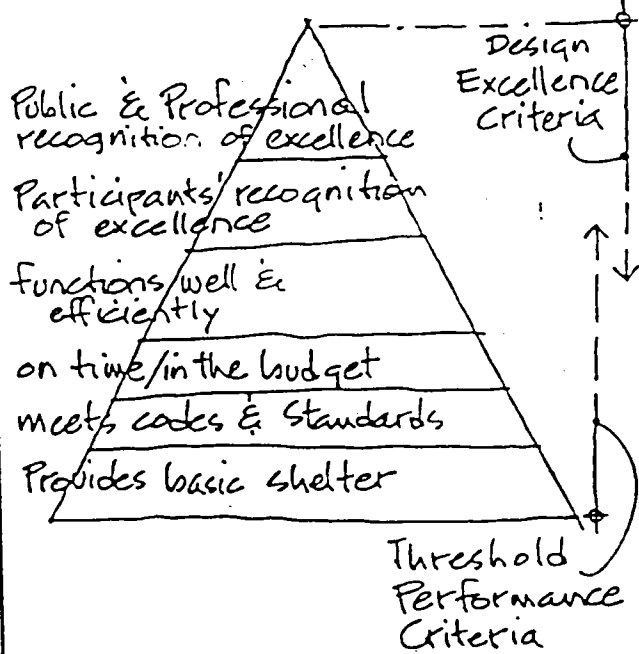 Design
Excellence
Criteria
Public & Professional
recognition of excellence
Participants' recognition
of excellence
functions well &
efficiently
on time/in the budget
meets codes & Standards
Provides basic shelter
Threshold
Performance
Criteria